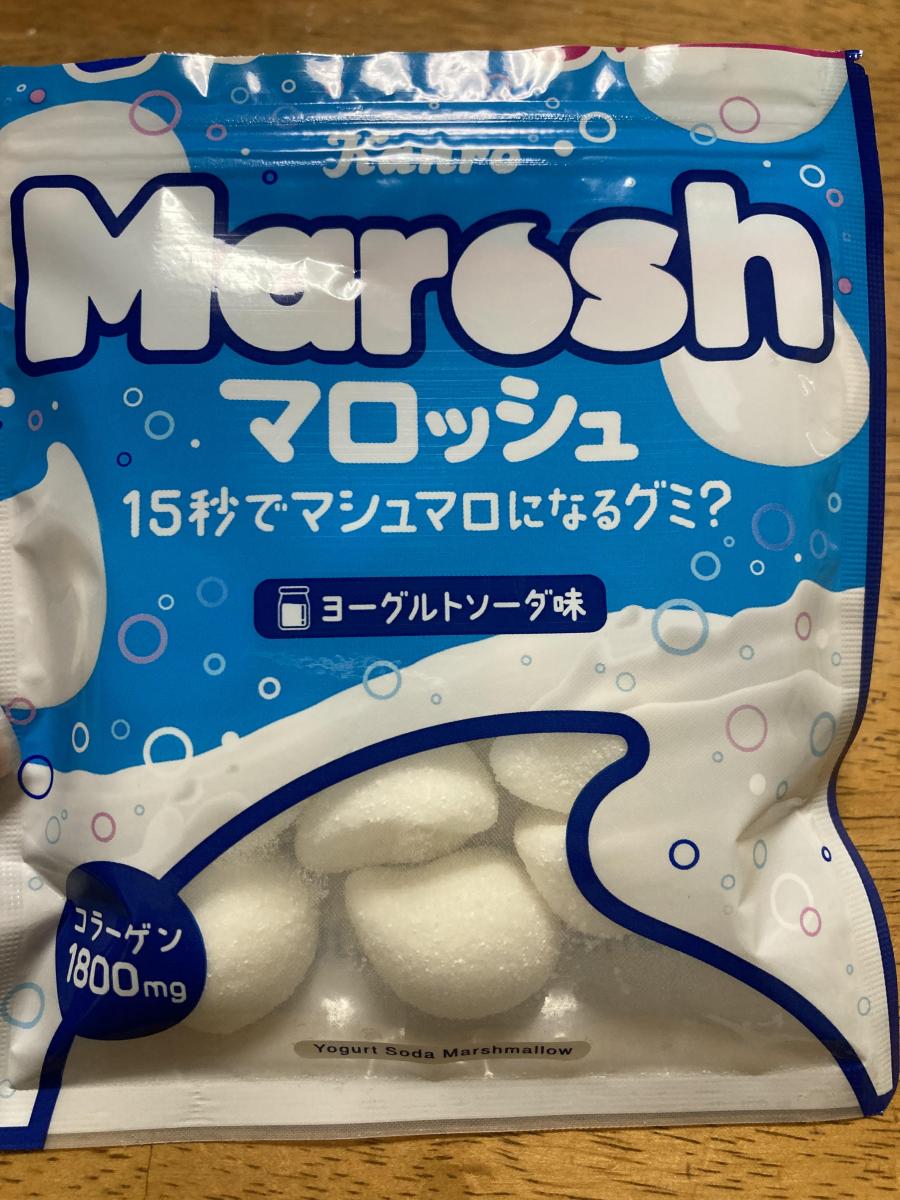 Kanro
Marosh
マロッシュ
15秒でマシュマロになるグミ?
ヨーグルトソーダ味
コラーゲン
1800mg
Yogurt Soda Marshmallow